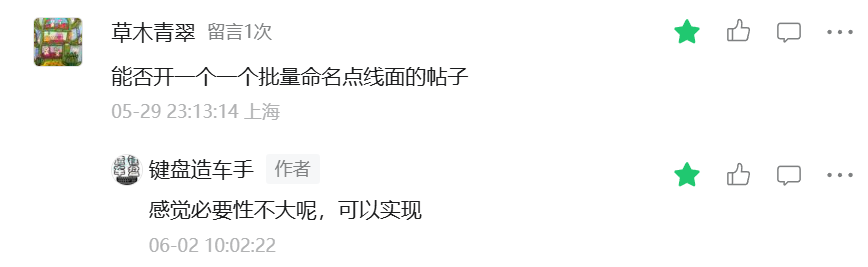 草木青翠 留言1次
能否开一个一个批量命名点线面的帖子
05-29 23:13:14 上海
键盘造车手 作者
感觉必要性不大呢，可以实现
06-02 10:02:22